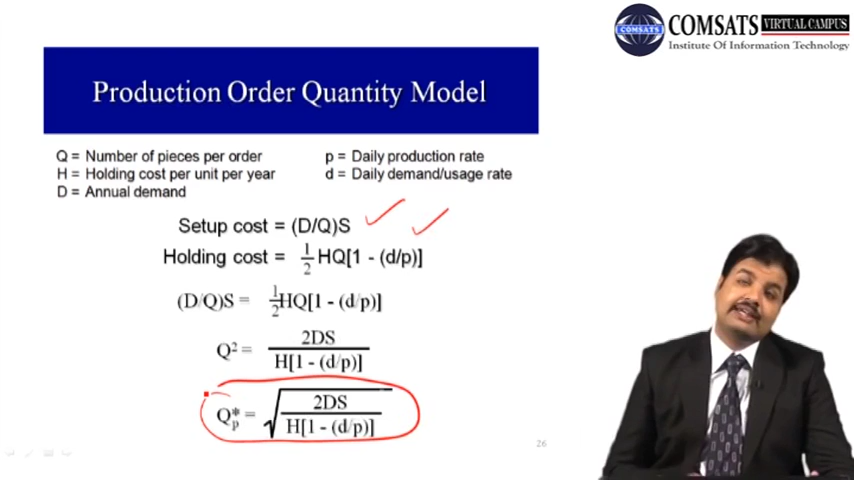 COMSATS VIRTUAL CAMPUS
Institute Of Information Technology
COMSATS
Production Order Quantity Model
Q = Number of pieces per order
p = Daily production rate
H = Holding cost per unit per year
d = Daily demand/usage rate
D = Annual demand
Setup cost = (D/Q)S
Holding cost = 1/2 HQ[1 - (d/p)]
(D/Q)S = 1/2 HQ[1 - (d/p)]
Q² = 2DS / H[1 - (d/p)]
Q*p = √ 2DS / H[1 - (d/p)]
26